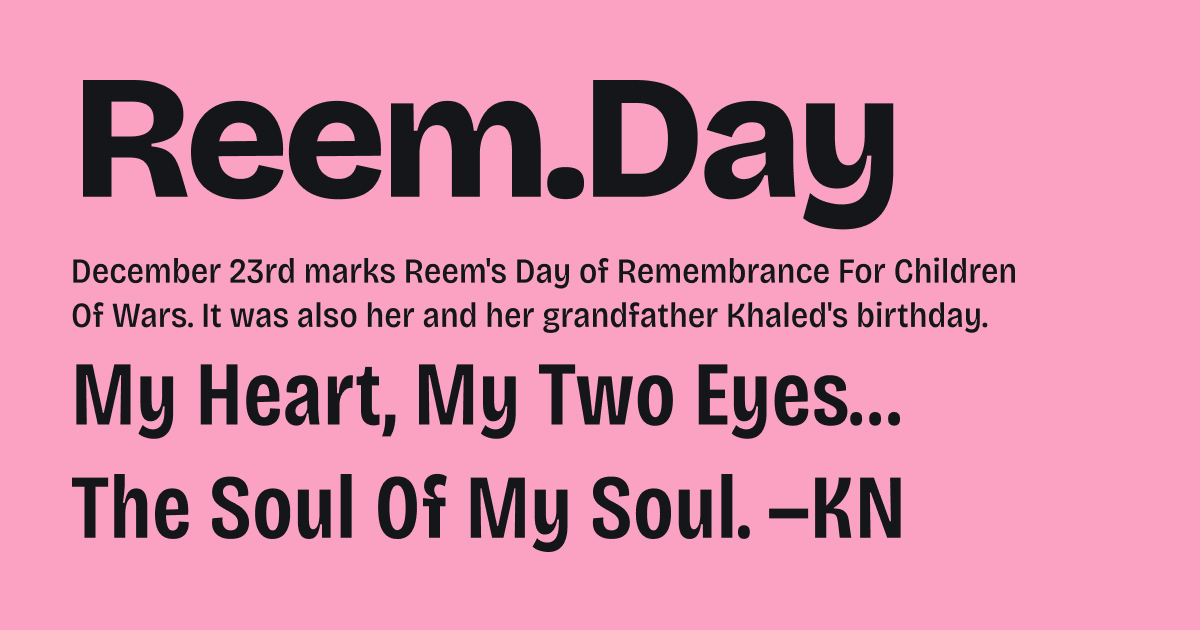 Reem.Day
December 23rd marks Reem's Day of Remembrance For Children
Of Wars. It was also her and her grandfather Khaled's birthday.
My Heart, My Two Eyes...
The Soul Of My Soul. –KN